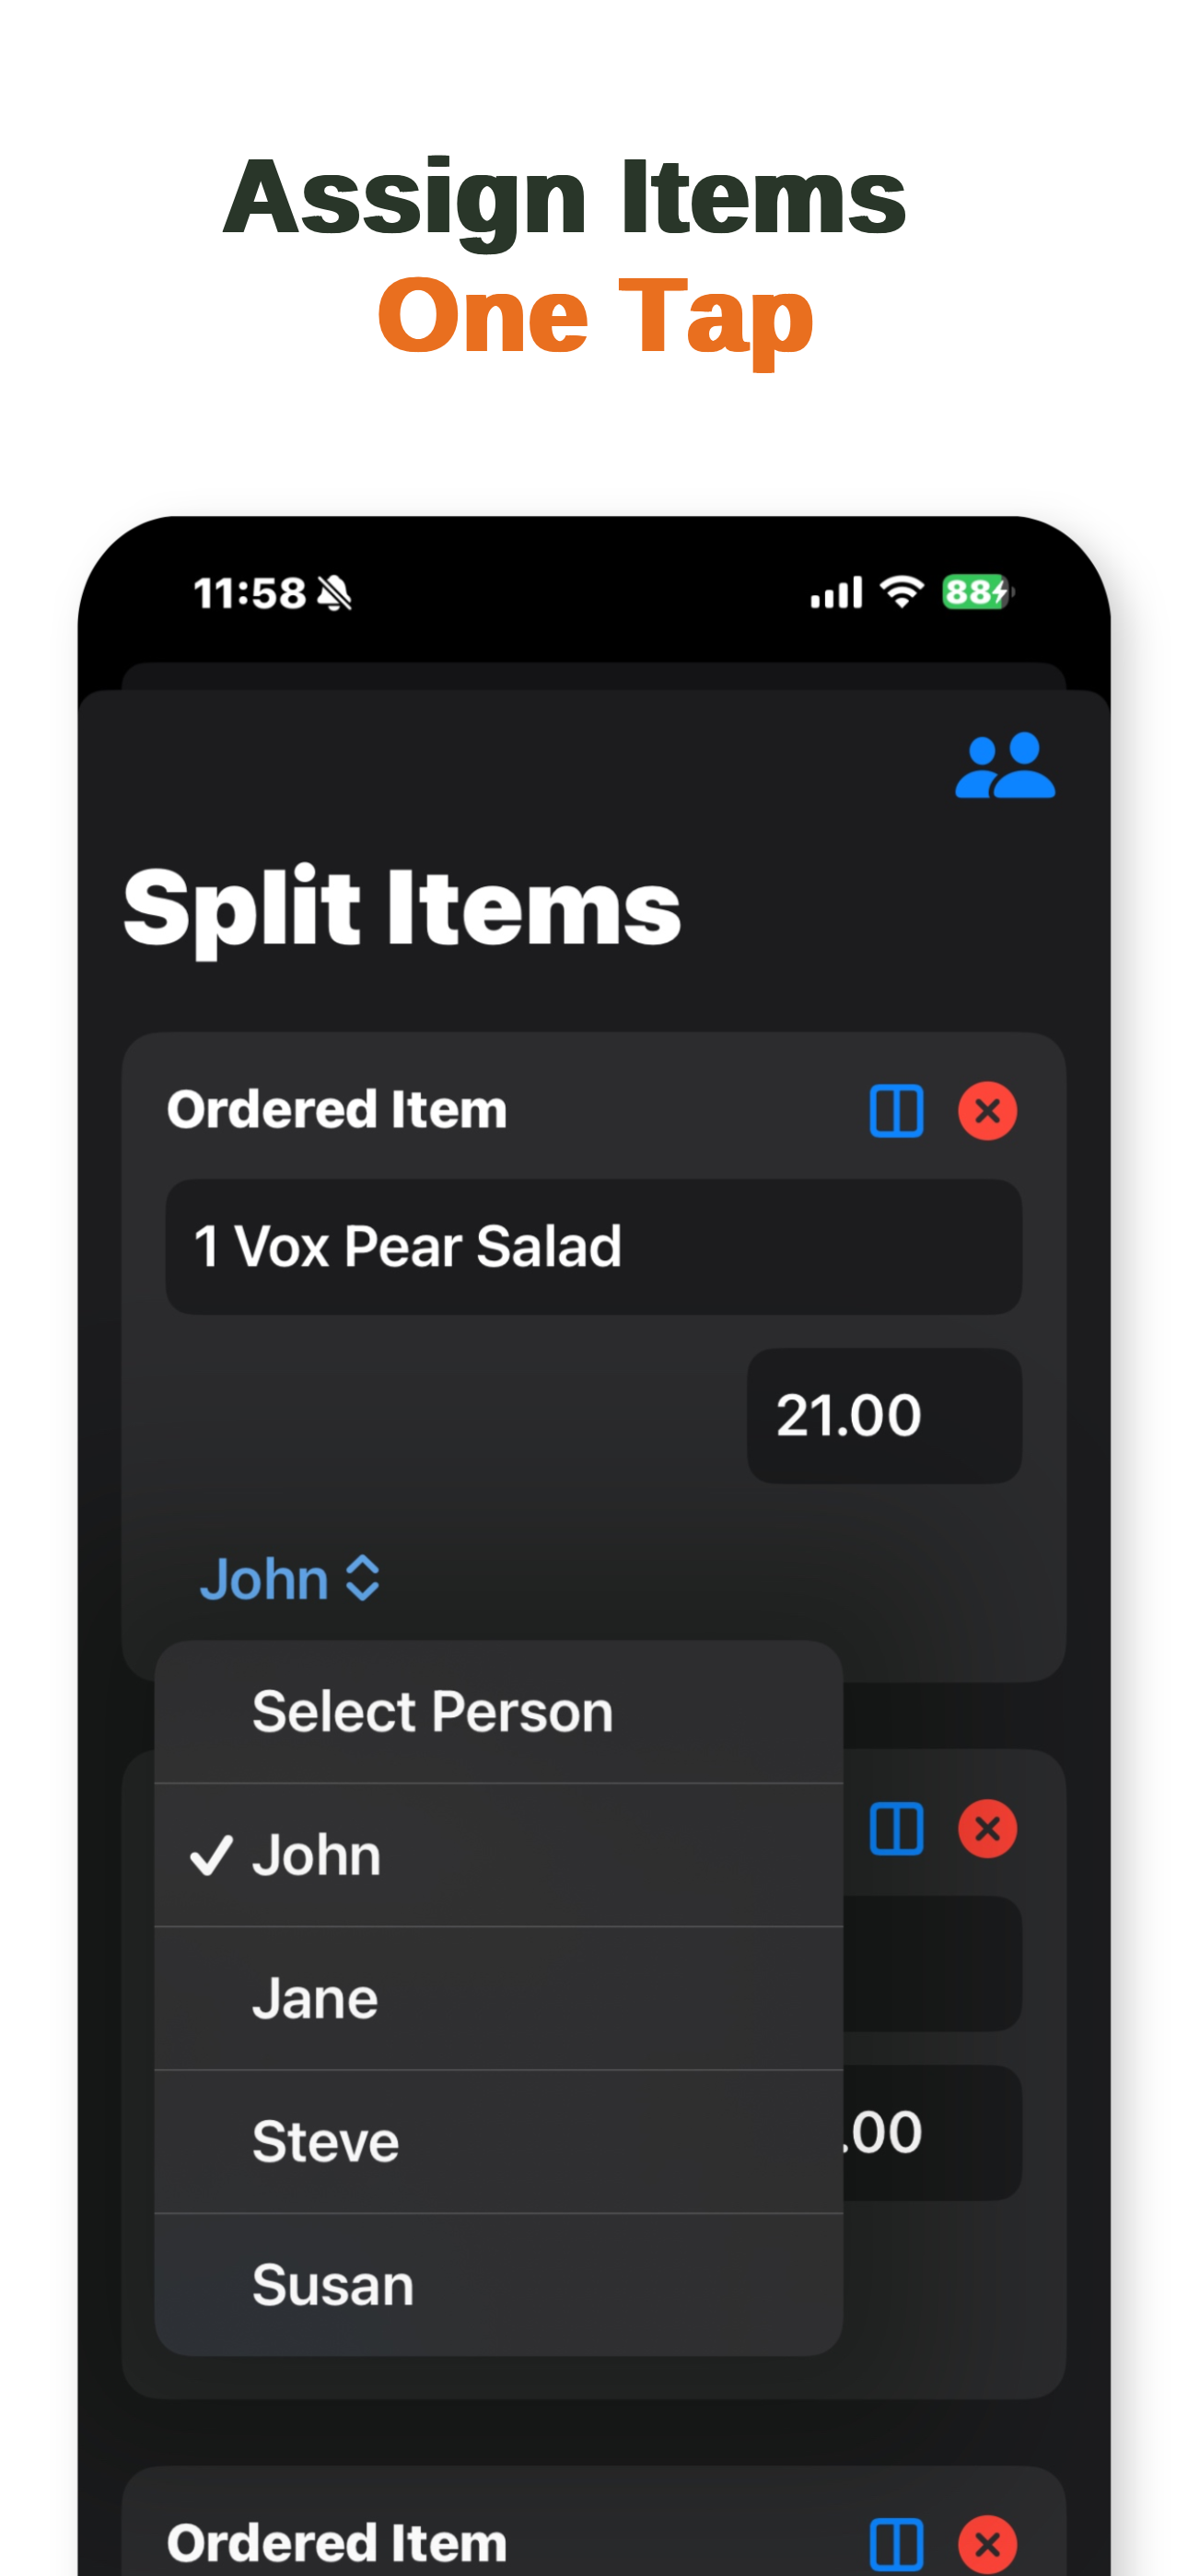 Assign Items
One Tap
11:58
88
Split Items
Ordered Item
1 Vox Pear Salad
21.00
John
Select Person
John
Jane
Steve
.00
Susan
Ordered Item